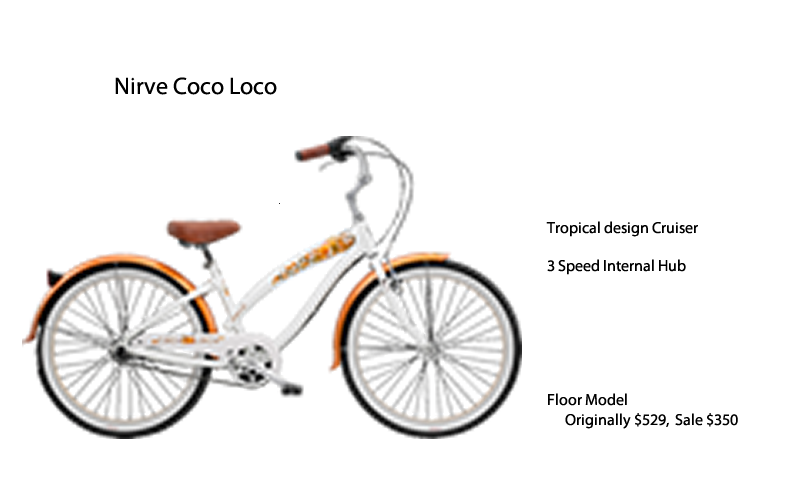 Nirve Coco Loco
Tropical design Cruiser
3 Speed Internal Hub
Floor Model
Originally $529, Sale $350